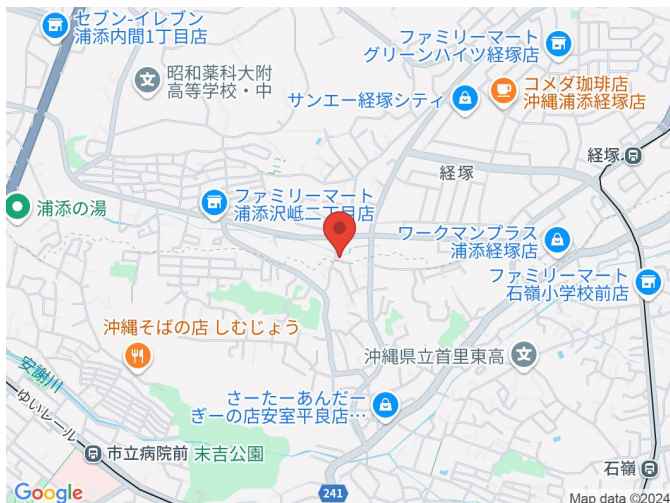 セブン-イレブン
浦添内間1丁目店
ファミリーマート
グリーンハイツ経塚店
昭和薬科大附
高等学校・中
サンエー経塚シティ
コメダ珈琲店
沖縄浦添経塚店
経塚
経塚
浦添の湯
ファミリーマート
浦添沢岻二丁目店
ワークマンプラス
浦添経塚店
ファミリーマート
石嶺小学校前店
沖縄そばの店 しむじょう
沖縄県立首里東高
安謝川
ゆいレール
さーたーあんだー
ぎーの店安室平良店…
市立病院前
末吉公園
石嶺
241
Google
Map data ©2024